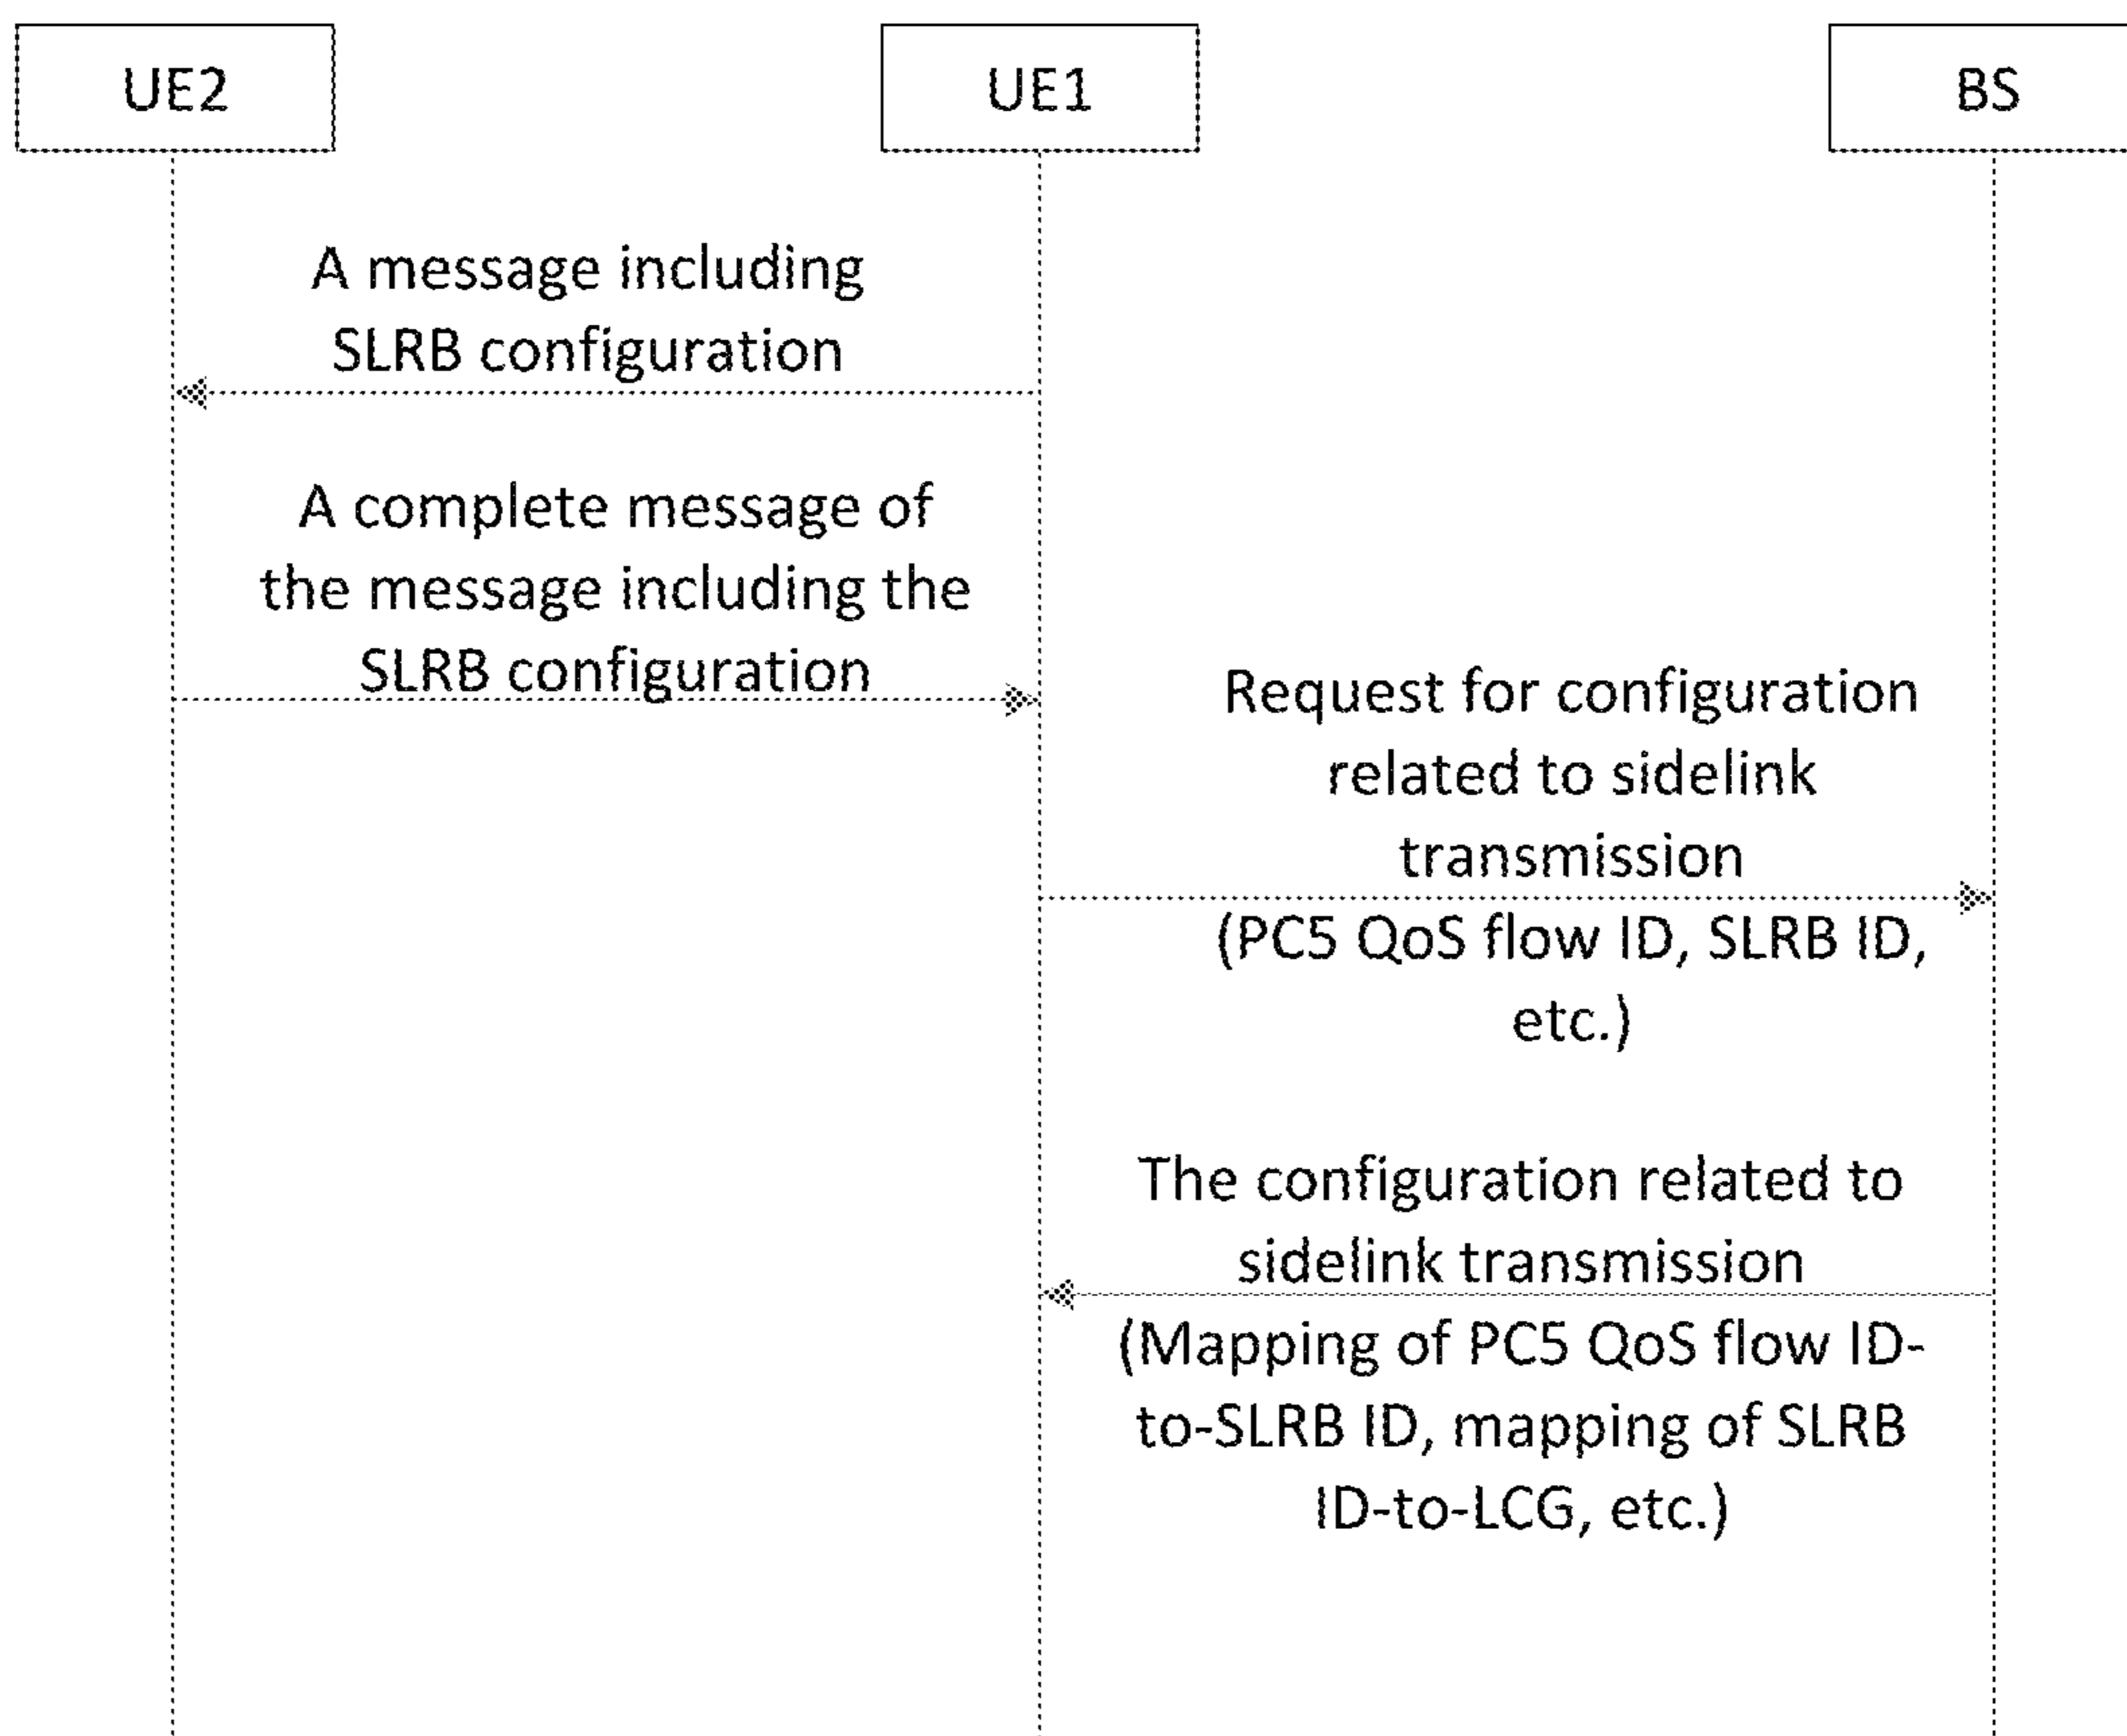 UE2
UE1
BS
A message including
SLRB configuration
A complete message of
the message including the
SLRB configuration
Request for configuration
related to sidelink
transmission
(PC5 QoS flow ID, SLRB ID,
etc.)
The configuration related to
sidelink transmission
(Mapping of PC5 QoS flow ID-
to-SLRB ID, mapping of SLRB
ID-to-LCG, etc.)